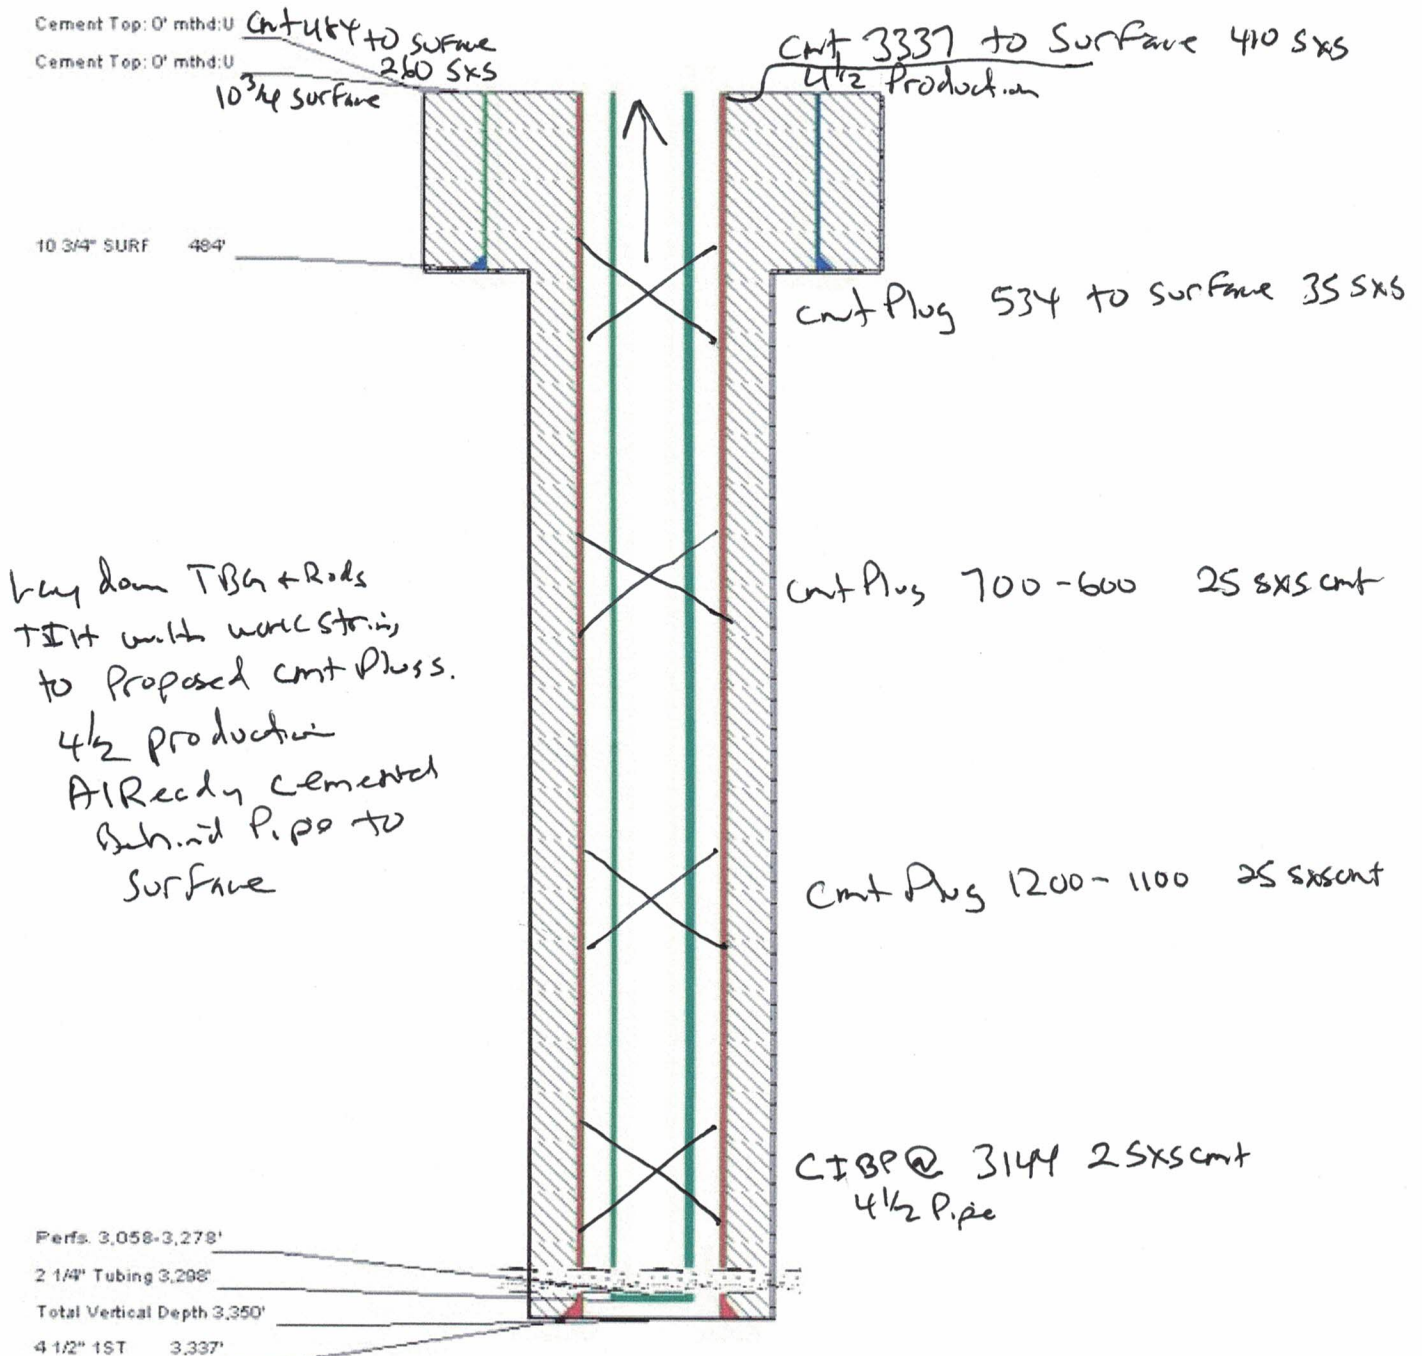 Cement Top: 0' mthd:U
Cmt 484 to surface
260 sxs
Cement Top: 0' mthd:U
10 3/4 surface
Cmt, 3337 to Surface 410 sxs
4 1/2 Production
10 3/4" SURF 484'
cmt Plug 534 to surface 35 sxs
Lay down TBG + Rods
TIH with work string
to Proposed cmt Plugs.
4 1/2 production
AlReady cemented
Behind Pipe to
surface
cmt Plug 700-600 25 sxs cmt
Cmt Plug 1200-1100 25 sxs cmt
CIBP@ 3144 2 sxs cmt
4 1/2 Pipe
Perfs. 3,058-3,278'
2 1/4" Tubing 3,298'
Total Vertical Depth 3,350'
4 1/2" 1ST 3,337'